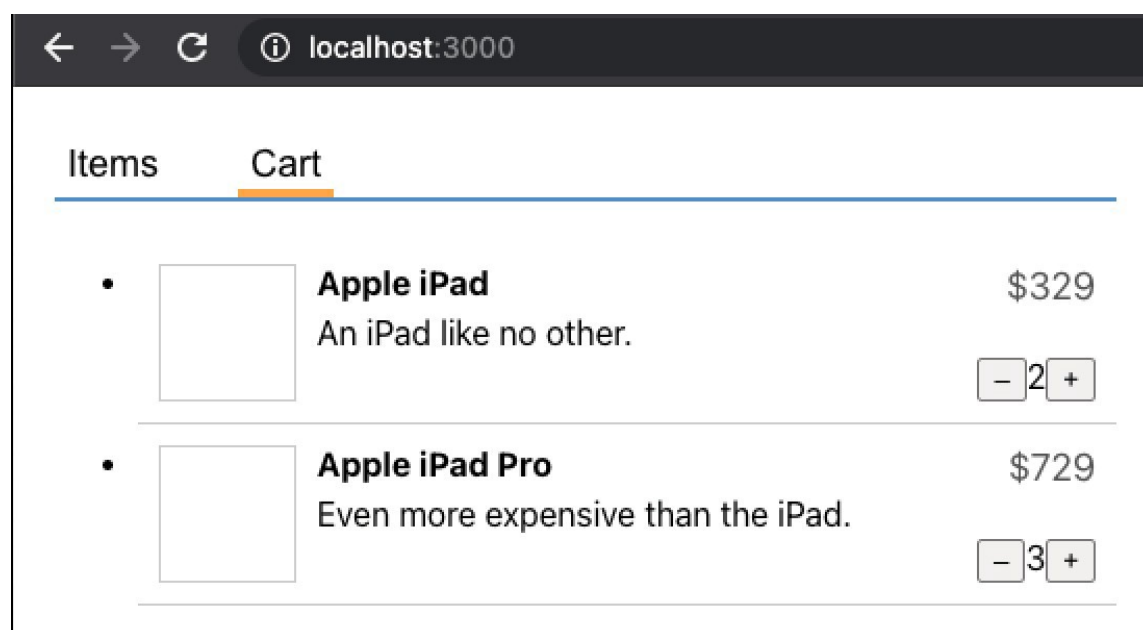 localhost:3000
Items Cart
Apple iPad $329
An iPad like no other.
– 2 +
Apple iPad Pro $729
Even more expensive than the iPad.
– 3 +